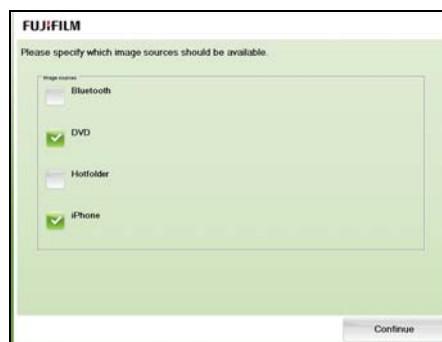 FUJIFILM
Please specify which image sources should be available.
Image sources
Bluetooth
DVD
Hotfolder
iPhone
Continue